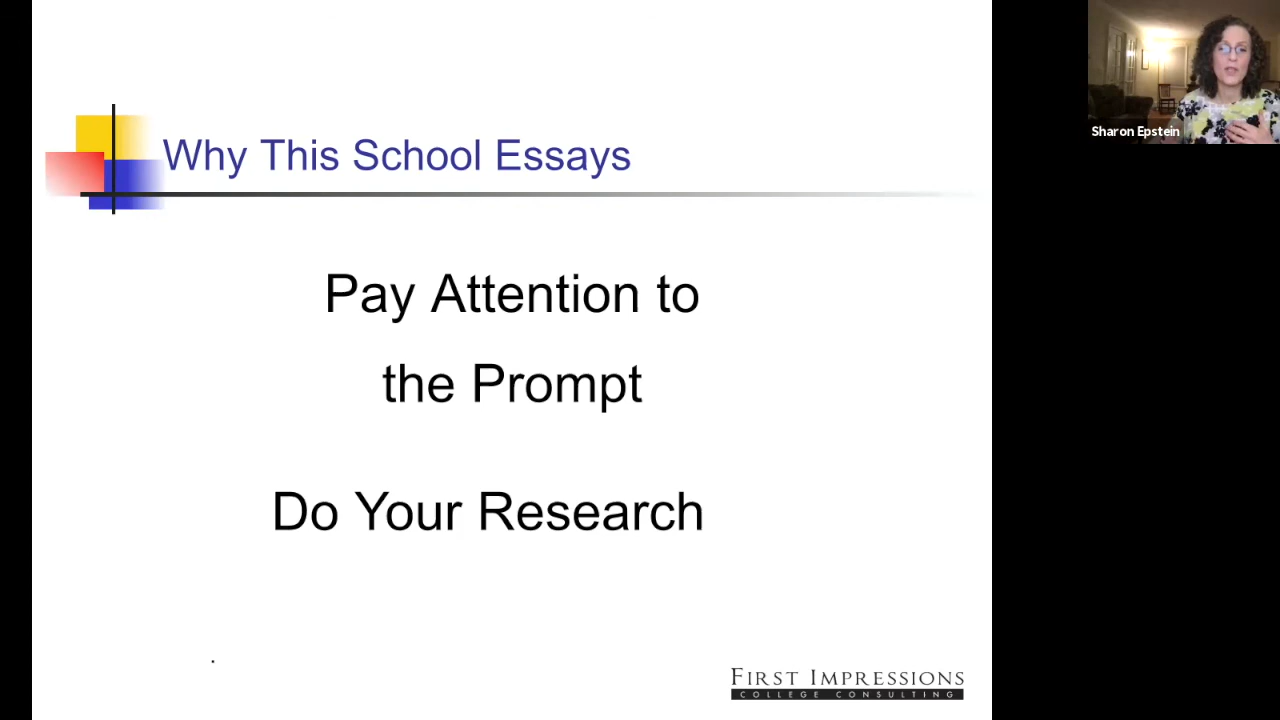 Why This School Essays
Sharon Epstein
Pay Attention to
the Prompt
Do Your Research
.
FIRST IMPRESSIONS
COLLEGE CONSULTING